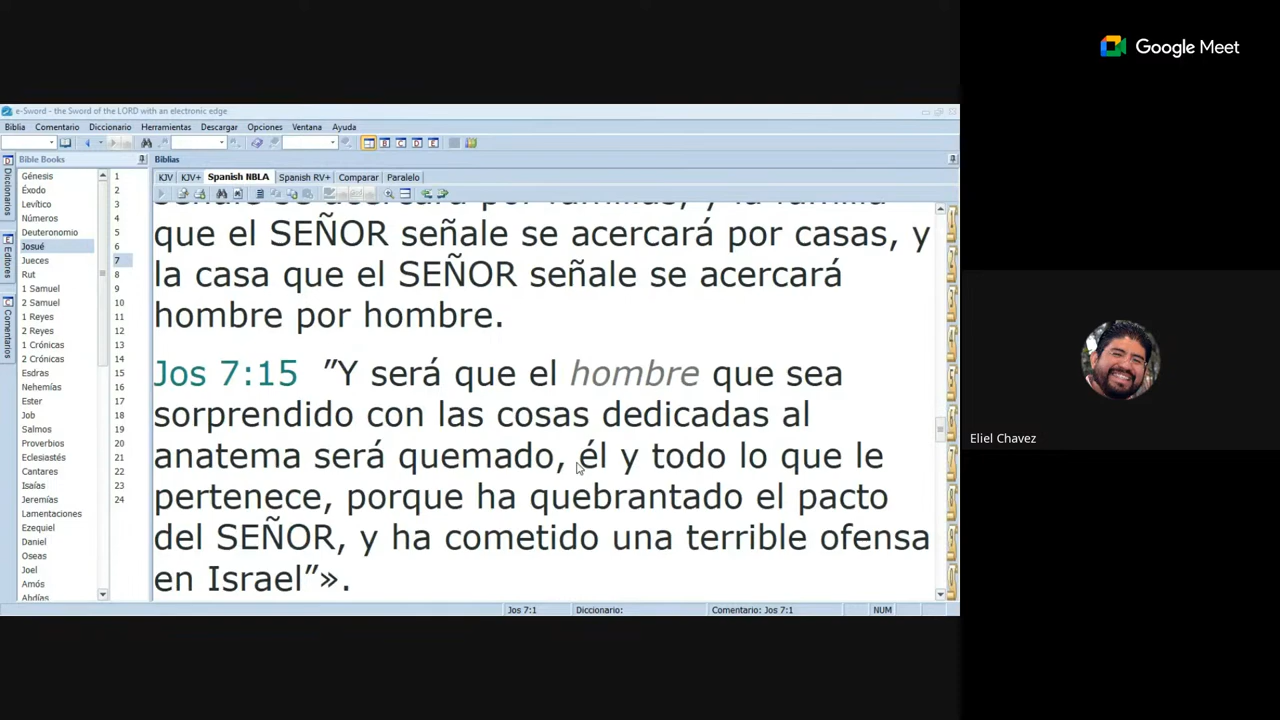 Google Meet
e-Sword - the Sword of the LORD with an electronic edge
Biblia Comentario Diccionario Herramientas Descargar Opciones Ventana Ayuda
Bible Books
Biblias
KJV KJV+ Spanish NBLA Spanish RV+ Comparar Paralelo
Diccionarios
Editores
Comentarios
Génesis 1
Éxodo 2
Levítico 3
Números 4
Deuteronomio 5
Josué 6
Jueces 7
Rut 8
1 Samuel 9
2 Samuel 10
1 Reyes 11
2 Reyes 12
1 Crónicas 13
2 Crónicas 14
Esdras 15
Nehemías 16
Ester 17
Job 18
Salmos 19
Proverbios 20
Eclesiastés 21
Cantares 22
Isaías 23
Jeremías 24
Lamentaciones
Ezequiel
Daniel
Oseas
Joel
Amós
Abdías
que el SEÑOR señale se acercará por casas, y
la casa que el SEÑOR señale se acercará
hombre por hombre.
Jos 7:15 ”Y será que el hombre que sea
sorprendido con las cosas dedicadas al
anatema será quemado, él y todo lo que le
pertenece, porque ha quebrantado el pacto
del SEÑOR, y ha cometido una terrible ofensa
en Israel”».
Jos 7:1 Diccionario: Comentario: Jos 7:1 NUM
Eliel Chavez